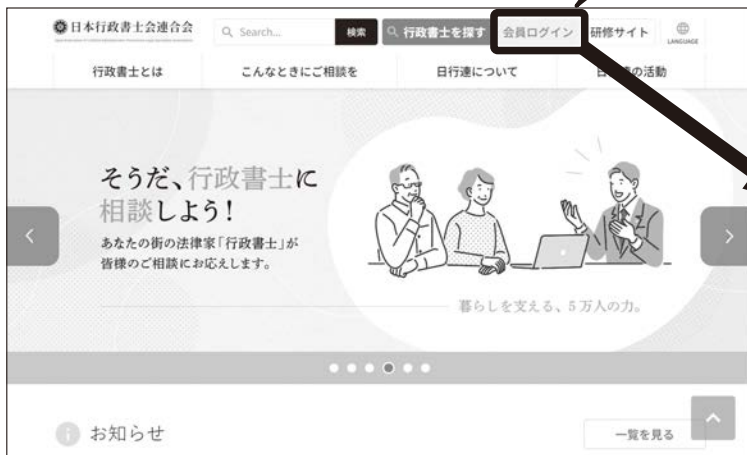 日本行政書士会連合会
Search...
検索
行政書士を探す
会員ログイン
研修サイト
LANGUAGE
行政書士とは
こんなときにご相談を
日行連について
の活動
そうだ、行政書士に
相談しよう!
あなたの街の法律家「行政書士」が
皆様のご相談にお応えします。
暮らしを支える、5万人の力。
お知らせ
一覧を見る